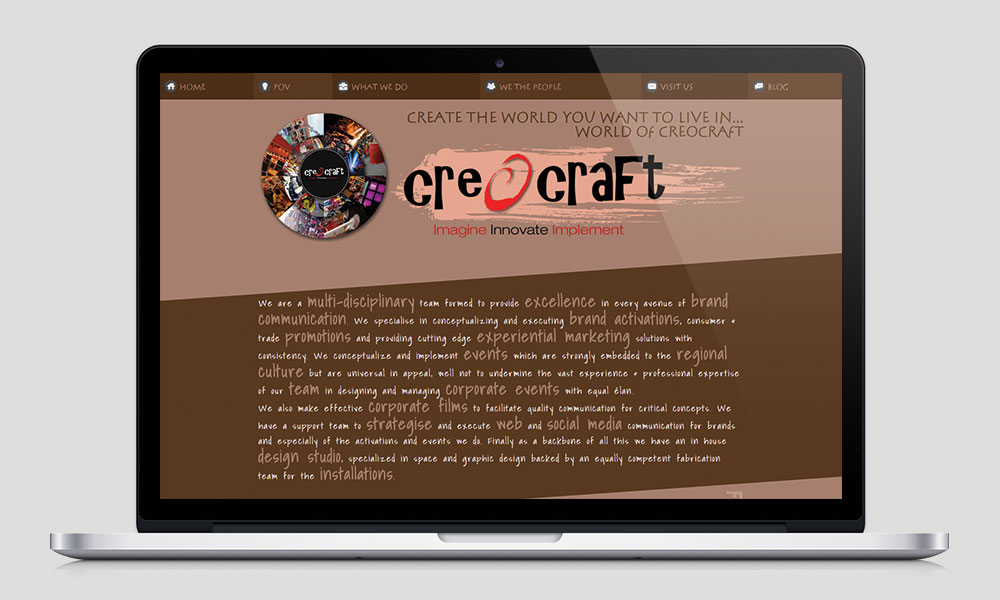 HOME POV WHAT WE DO WE THE PEOPLE VISIT US BLOG
CREATE THE WORLD YOU WANT TO LIVE IN...
WORLD OF CREOCRAFT
creocraft
creocraft
Imagine Innovate Implement
We are a multi-disciplinary team formed to provide excellence in every avenue of brand
communication. We specialise in conceptualizing and executing brand activations, consumer &
trade promotions and providing cutting edge experiential marketing solutions with
consistency. We conceptualize and implement events which are strongly embedded to the regional
culture but are universal in appeal, well not to undermine the vast experience & professional expertise
of our team in designing and managing corporate events with equal élan.
We also make effective corporate films to facilitate quality communication for critical concepts. We
have a support team to strategise and execute web and social media communication for brands
and especially of the activations and events we do. Finally as a backbone of all this we have an in house
design studio, specialized in space and graphic design backed by an equally competent fabrication
team for the installations.